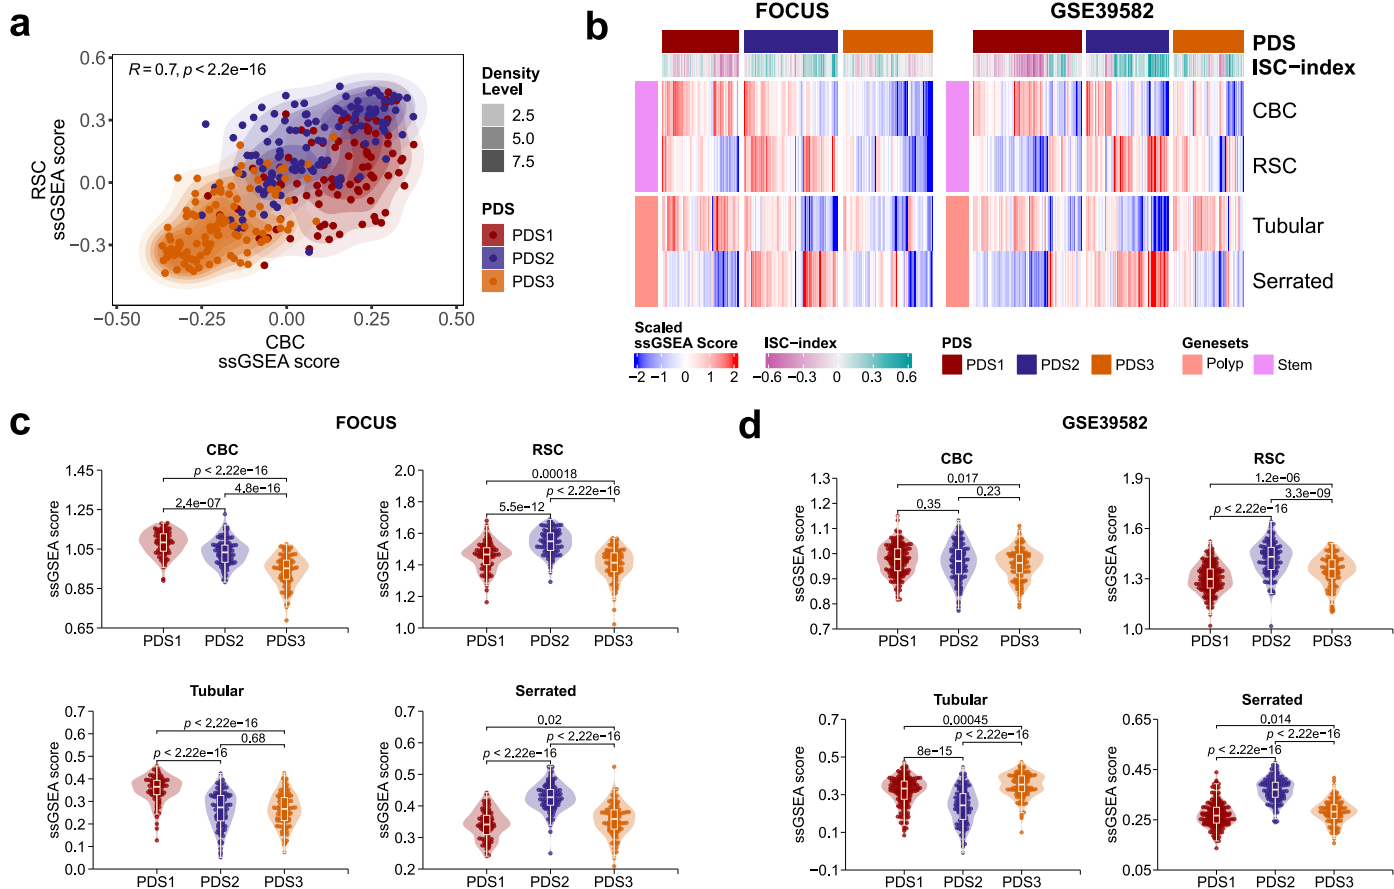 a
R = 0.7, p < 2.2e−16
0.6
0.3
0.0
−0.3
RSC
ssGSEA score
−0.50
−0.25
0.00
0.25
0.50
CBC
ssGSEA score
Density
Level
2.5
5.0
7.5
PDS
PDS1
PDS2
PDS3
b
FOCUS
GSE39582
PDS
ISC−index
CBC
RSC
Tubular
Serrated
Scaled
ssGSEA Score
−2 −1 0 1 2
ISC−index
−0.6 −0.3 0 0.3 0.6
PDS
PDS1
PDS2
PDS3
Genesets
Polyp
Stem
c
FOCUS
CBC
ssGSEA score
1.45
1.25
1.05
0.85
0.65
p < 2.22e−16
4.8e−16
2.4e−07
PDS1 PDS2 PDS3
RSC
ssGSEA score
2.0
1.8
1.6
1.4
1.2
1.0
0.00018
p < 2.22e−16
5.5e−12
PDS1 PDS2 PDS3
Tubular
ssGSEA score
0.7
0.6
0.5
0.4
0.3
0.2
0.1
0.0
p < 2.22e−16
0.68
p < 2.22e−16
PDS1 PDS2 PDS3
Serrated
ssGSEA score
0.7
0.6
0.5
0.4
0.3
0.2
0.02
p < 2.22e−16
p < 2.22e−16
PDS1 PDS2 PDS3
d
GSE39582
CBC
ssGSEA score
1.3
1.2
1.1
1.0
0.9
0.8
0.7
0.017
0.23
0.35
PDS1 PDS2 PDS3
RSC
ssGSEA score
1.9
1.6
1.3
1.0
1.2e−06
3.3e−09
p < 2.22e−16
PDS1 PDS2 PDS3
Tubular
ssGSEA score
0.7
0.5
0.3
0.1
−0.1
0.00045
p < 2.22e−16
8e−15
PDS1 PDS2 PDS3
Serrated
ssGSEA score
0.65
0.45
0.25
0.05
0.014
p < 2.22e−16
p < 2.22e−16
PDS1 PDS2 PDS3